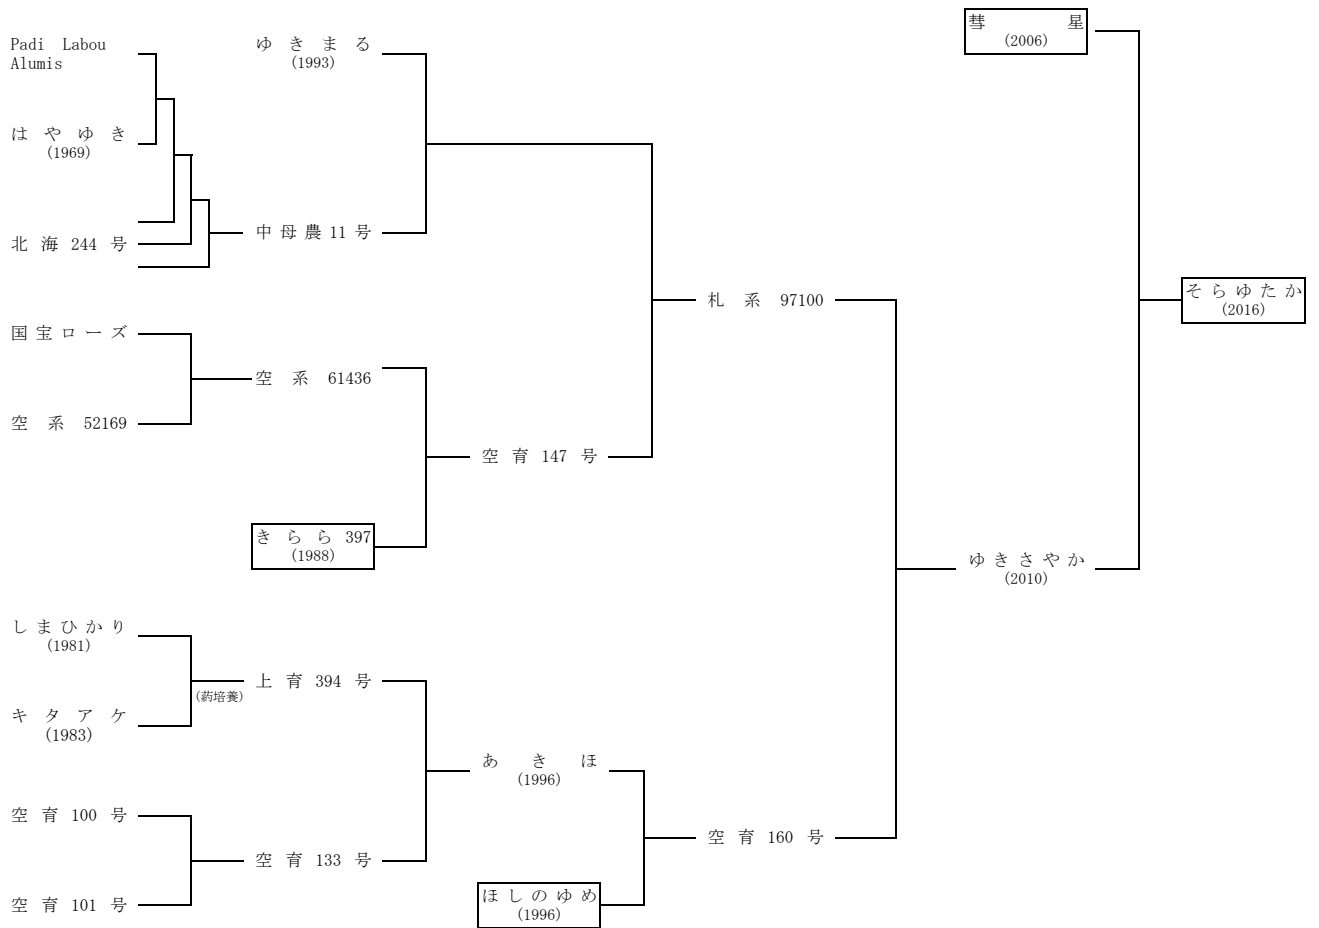 彗星
(2006)
Padi Labou
Alumis
ゆきまる
(1993)
はやゆき
(1969)
中母農11号
北海244号
そらゆたか
(2016)
札系97100
国宝ローズ
空系61436
空系52169
空育147号
きらら397
(1988)
ゆきさやか
(2010)
しまひかり
(1981)
上育394号
(葯培養)
キタアケ
(1983)
あきほ
(1996)
空育100号
空育160号
空育133号
ほしのゆめ
(1996)
空育101号